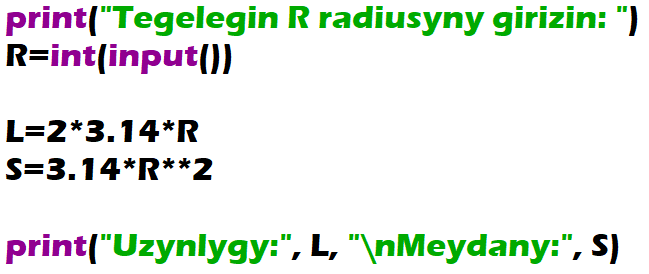 print("Tegelegin R radiusyny girizin: ")
R=int(input())
L=2*3.14*R
S=3.14*R**2
print("Uzynlygy:", L, "\nMeydany:", S)